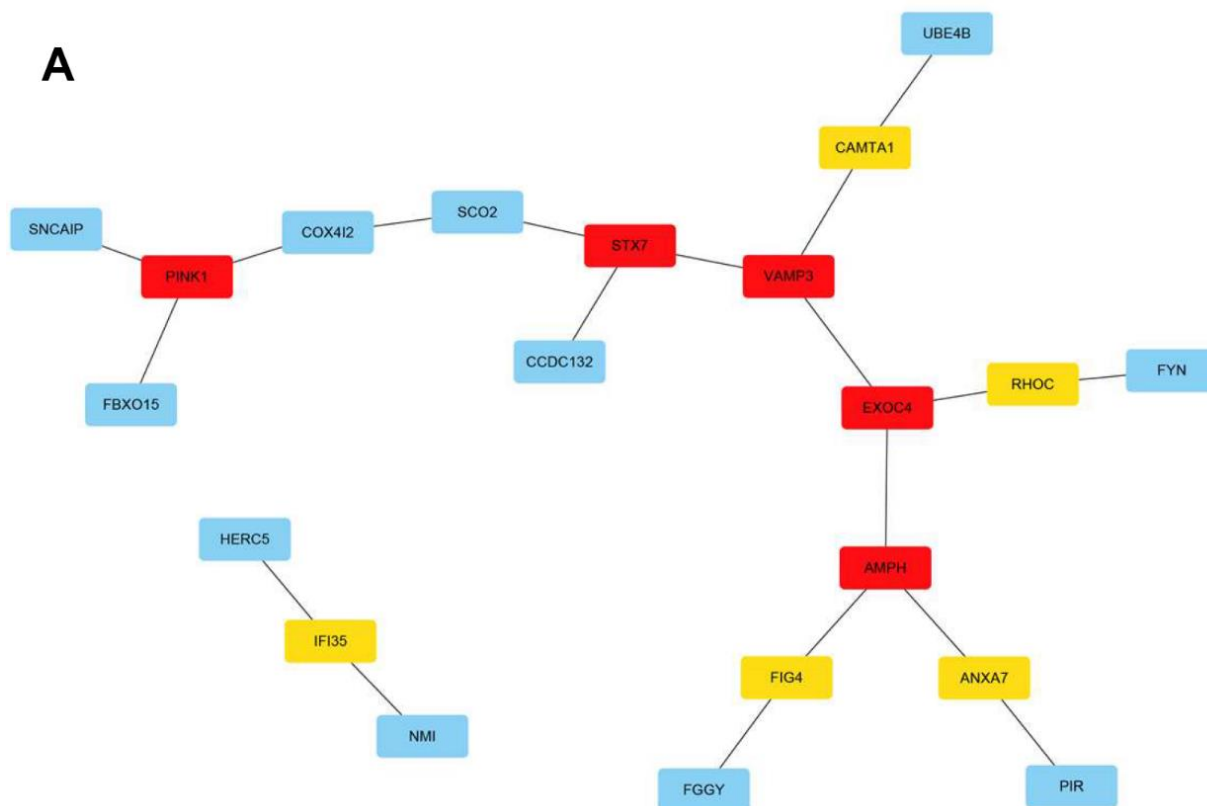 A
UBE4B
CAMTA1
SCO2
SNCAIP
COX4I2
STX7
PINK1
VAMP3
CCDC132
FYN
RHOC
FBXO15
EXOC4
HERC5
AMPH
IFI35
FIG4
ANXA7
NMI
FGGY
PIR